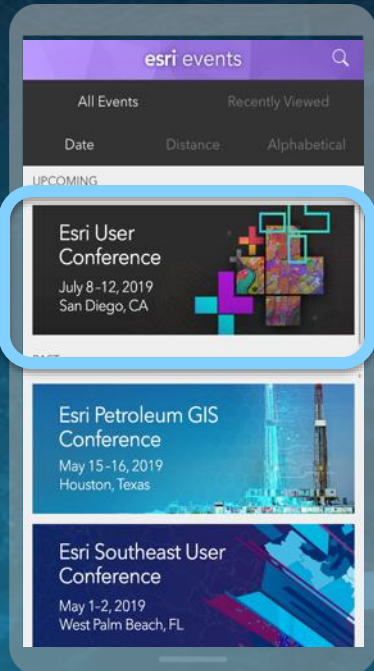 esri events
All Events Recently Viewed
Date Distance Alphabetical
UPCOMING
Esri User
Conference
July 8-12, 2019
San Diego, CA
PAST
Esri Petroleum GIS
Conference
May 15-16, 2019
Houston, Texas
Esri Southeast User
Conference
May 1-2, 2019
West Palm Beach, FL